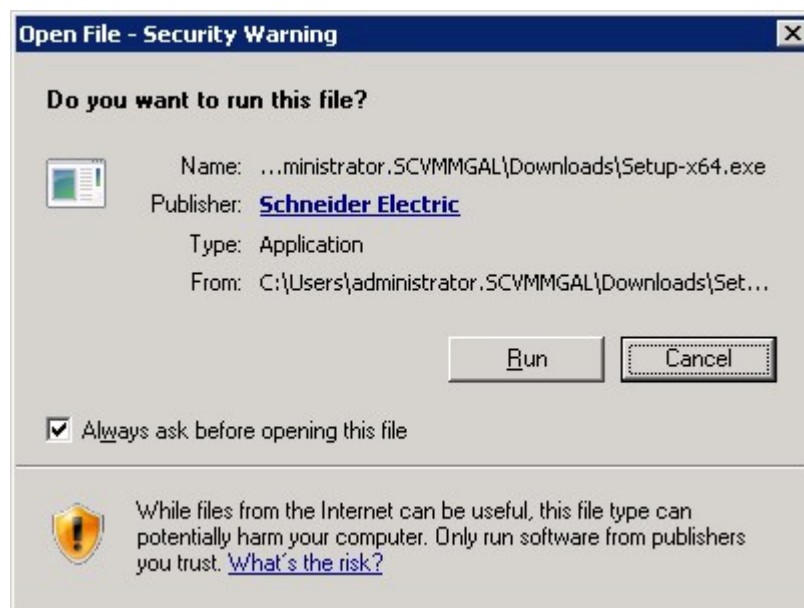 Open File - Security Warning
Do you want to run this file?
Name: ...ministrator.SCVMMGAL\Downloads\Setup-x64.exe
Publisher: Schneider Electric
Type: Application
From: C:\Users\administrator.SCVMMGAL\Downloads\Set...
Run Cancel
Always ask before opening this file
While files from the Internet can be useful, this file type can
potentially harm your computer. Only run software from publishers
you trust. What's the risk?